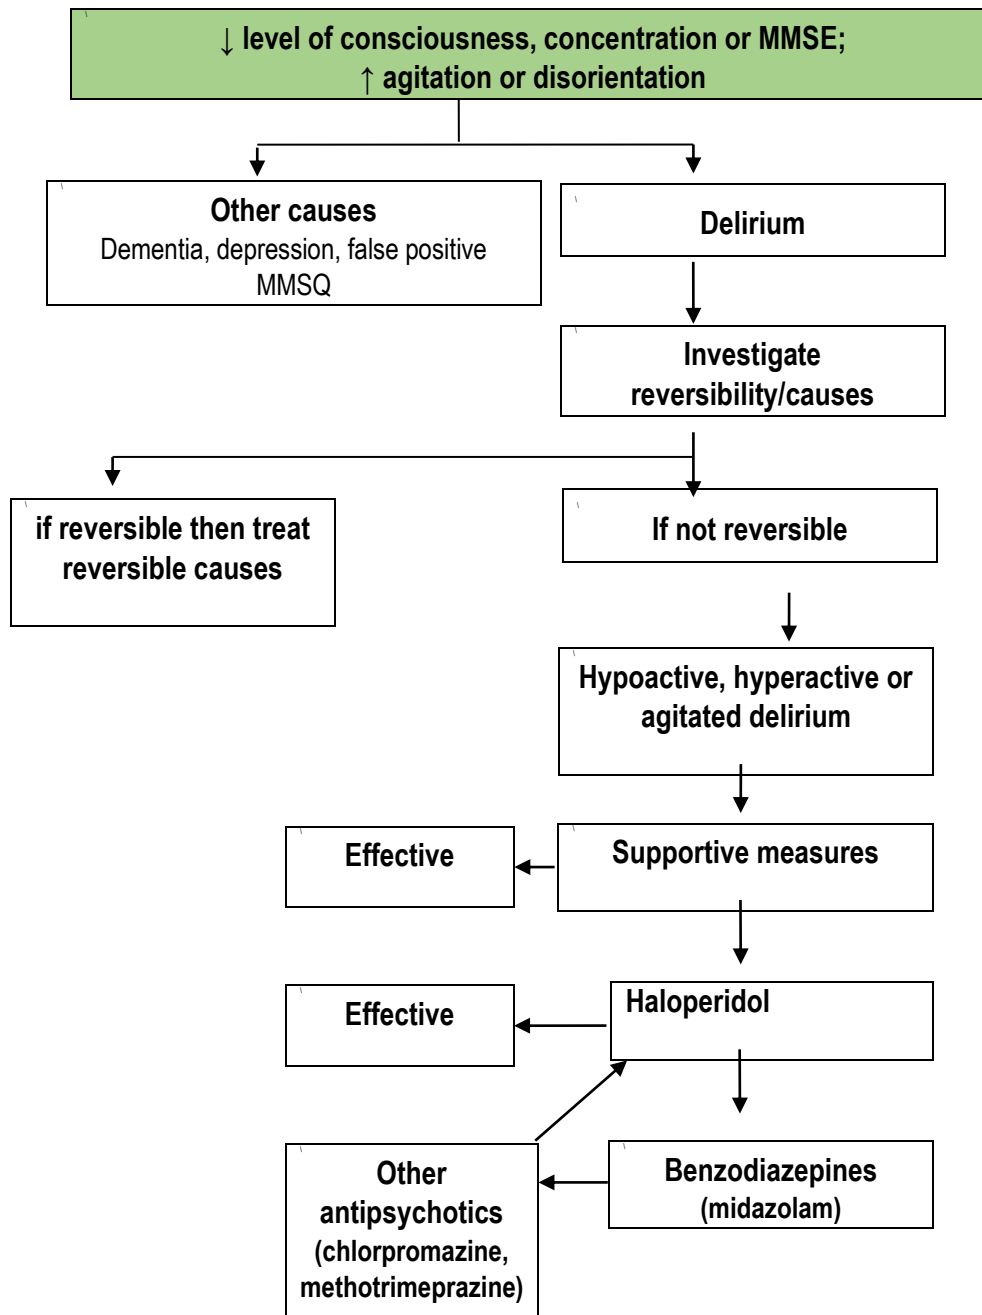 ↓ level of consciousness, concentration or MMSE;
↑ agitation or disorientation
Other causes
Dementia, depression, false positive
MMSQ
Delirium
Investigate
reversibility/causes
if reversible then treat
reversible causes
If not reversible
Hypoactive, hyperactive or
agitated delirium
Effective
Supportive measures
Effective
Haloperidol
Other
antipsychotics
(chlorpromazine,
methotrimeprazine)
Benzodiazepines
(midazolam)